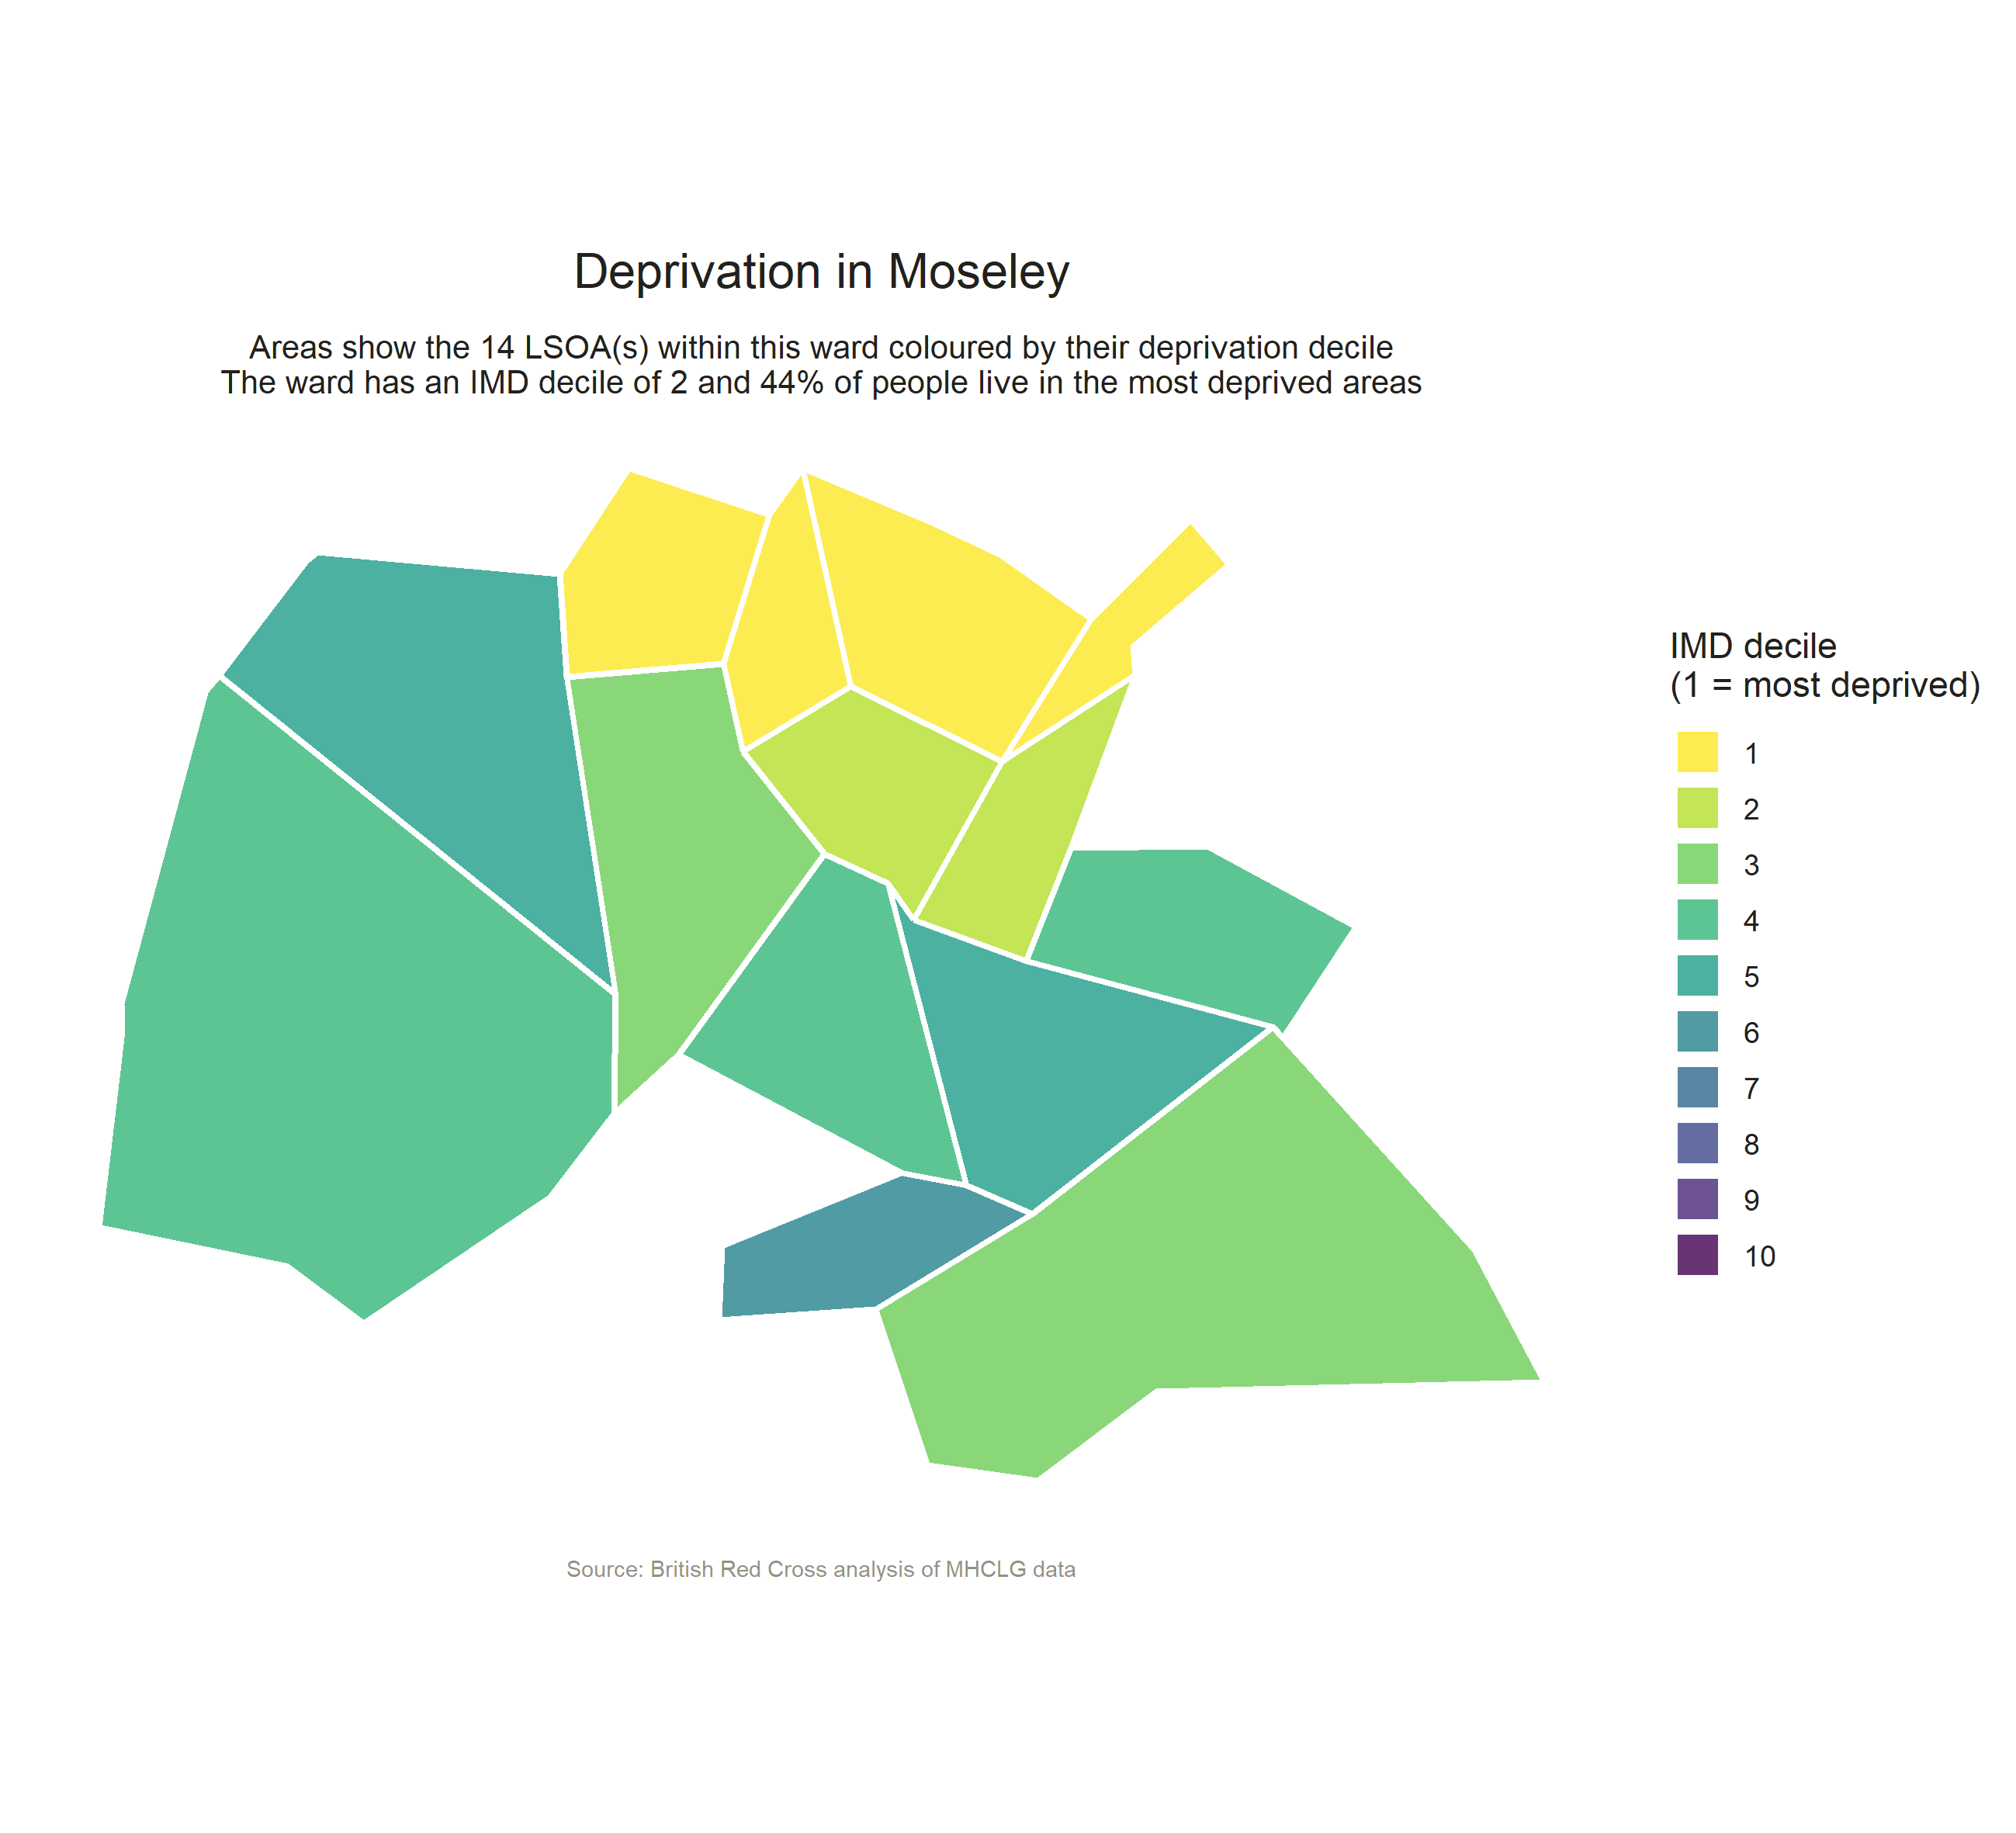 Deprivation in Moseley
Areas show the 14 LSOA(s) within this ward coloured by their deprivation decile
The ward has an IMD decile of 2 and 44% of people live in the most deprived areas
IMD decile
(1 = most deprived)
1
2
3
4
5
6
7
8
9
10
Source: British Red Cross analysis of MHCLG data